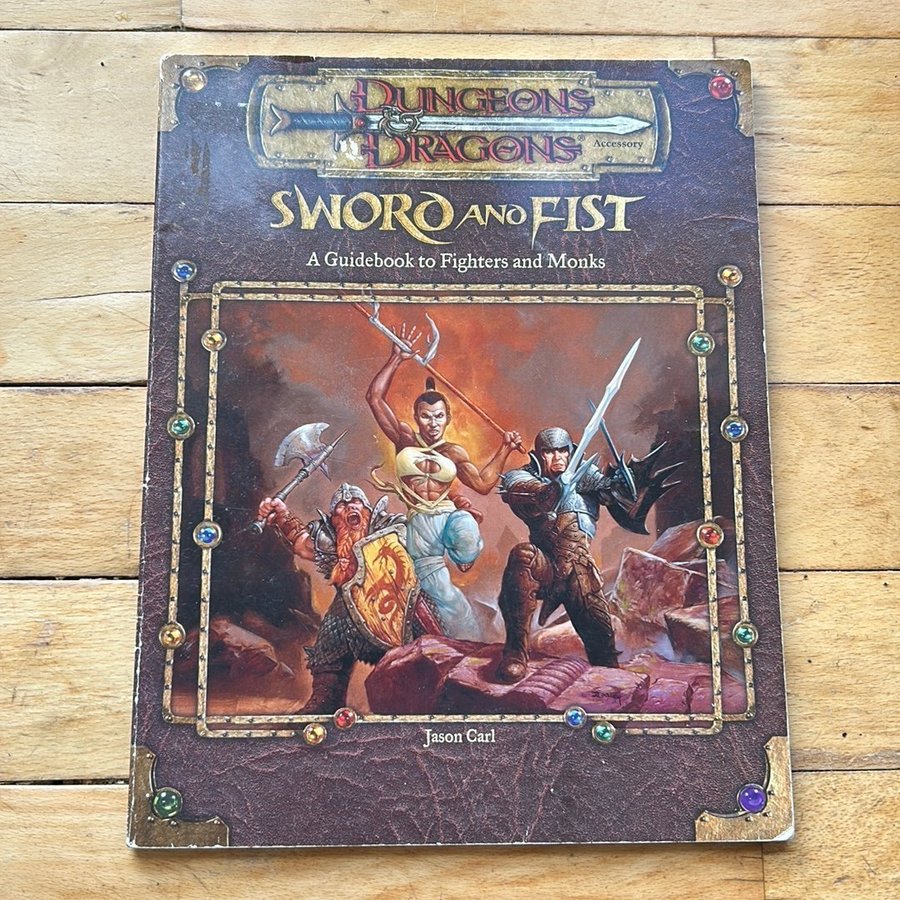 DUNGEONS
& DRAGONS®
Accessory
SWORD AND FIST
A Guidebook to Fighters and Monks
Jason Carl